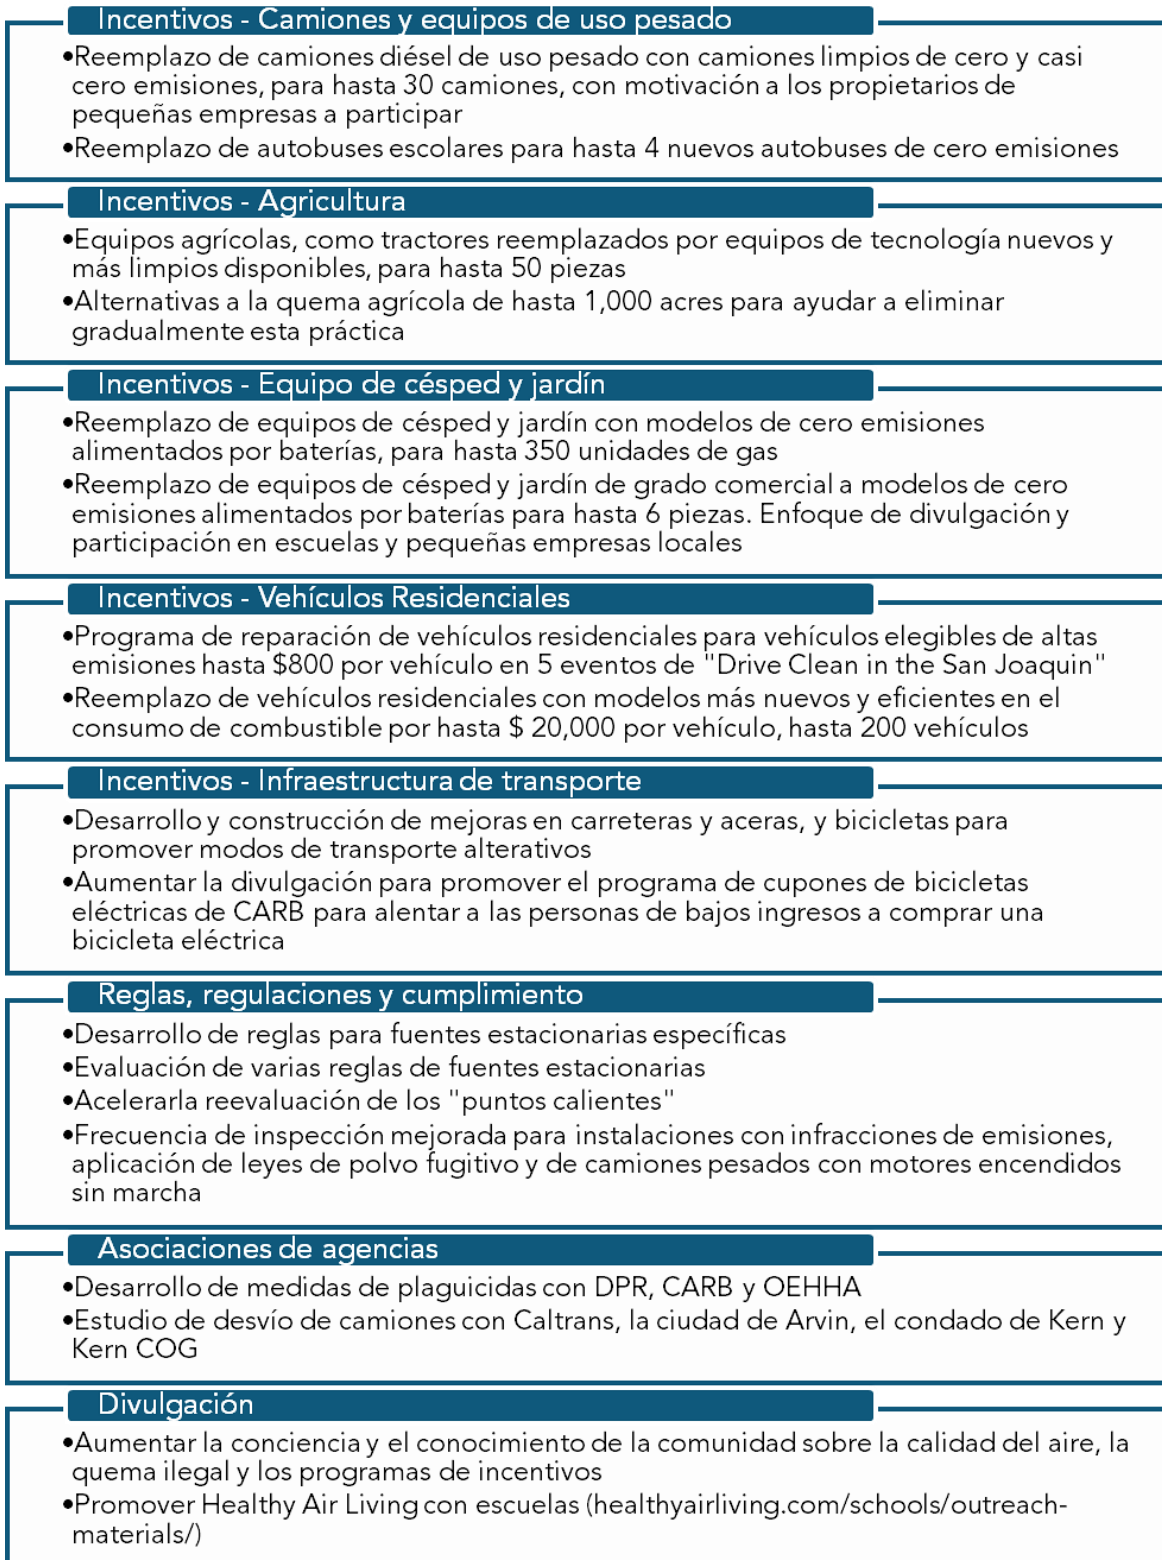 Incentivos - Camiones y equipos de uso pesado
•Reemplazo de camiones diésel de uso pesado con camiones limpios de cero y casi
cero emisiones, para hasta 30 camiones, con motivación a los propietarios de
pequeñas empresas a participar
•Reemplazo de autobuses escolares para hasta 4 nuevos autobuses de cero emisiones
Incentivos - Agricultura
•Equipos agrícolas, como tractores reemplazados por equipos de tecnología nuevos y
más limpios disponibles, para hasta 50 piezas
•Alternativas a la quema agrícola de hasta 1,000 acres para ayudar a eliminar
gradualmente esta práctica
Incentivos - Equipo de césped y jardín
•Reemplazo de equipos de césped y jardín con modelos de cero emisiones
alimentados por baterías, para hasta 350 unidades de gas
•Reemplazo de equipos de césped y jardín de grado comercial a modelos de cero
emisiones alimentados por baterías para hasta 6 piezas. Enfoque de divulgación y
participación en escuelas y pequeñas empresas locales
Incentivos - Vehículos Residenciales
•Programa de reparación de vehículos residenciales para vehículos elegibles de altas
emisiones hasta $800 por vehículo en 5 eventos de "Drive Clean in the San Joaquin"
•Reemplazo de vehículos residenciales con modelos más nuevos y eficientes en el
consumo de combustible por hasta $ 20,000 por vehículo, hasta 200 vehículos
Incentivos - Infraestructura de transporte
•Desarrollo y construcción de mejoras en carreteras y aceras, y bicicletas para
promover modos de transporte alterativos
•Aumentar la divulgación para promover el programa de cupones de bicicletas
eléctricas de CARB para alentar a las personas de bajos ingresos a comprar una
bicicleta eléctrica
Reglas, regulaciones y cumplimiento
•Desarrollo de reglas para fuentes estacionarias específicas
•Evaluación de varias reglas de fuentes estacionarias
•Acelerarla reevaluación de los "puntos calientes"
•Frecuencia de inspección mejorada para instalaciones con infracciones de emisiones,
aplicación de leyes de polvo fugitivo y de camiones pesados con motores encendidos
sin marcha
Asociaciones de agencias
•Desarrollo de medidas de plaguicidas con DPR, CARB y OEHHA
•Estudio de desvío de camiones con Caltrans, la ciudad de Arvin, el condado de Kern y
Kern COG
Divulgación
•Aumentar la conciencia y el conocimiento de la comunidad sobre la calidad del aire, la
quema ilegal y los programas de incentivos
•Promover Healthy Air Living con escuelas (healthyairliving.com/schools/outreach-
materials/)